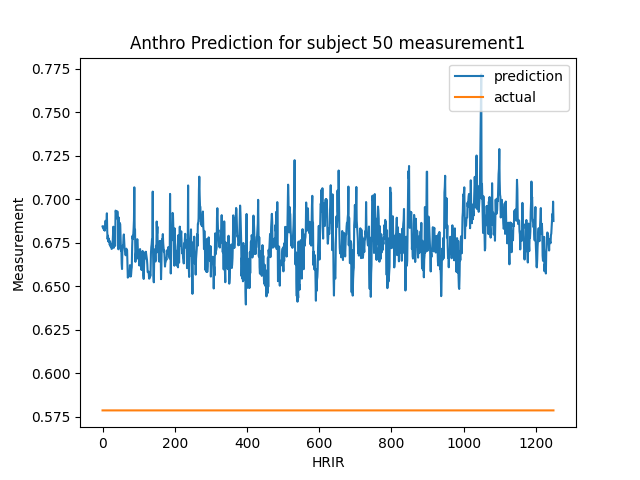 Anthro Prediction for subject 50 measurement1
prediction
actual
Measurement
0.775
0.750
0.725
0.700
0.675
0.650
0.625
0.600
0.575
0 200 400 600 800 1000 1200
HRIR